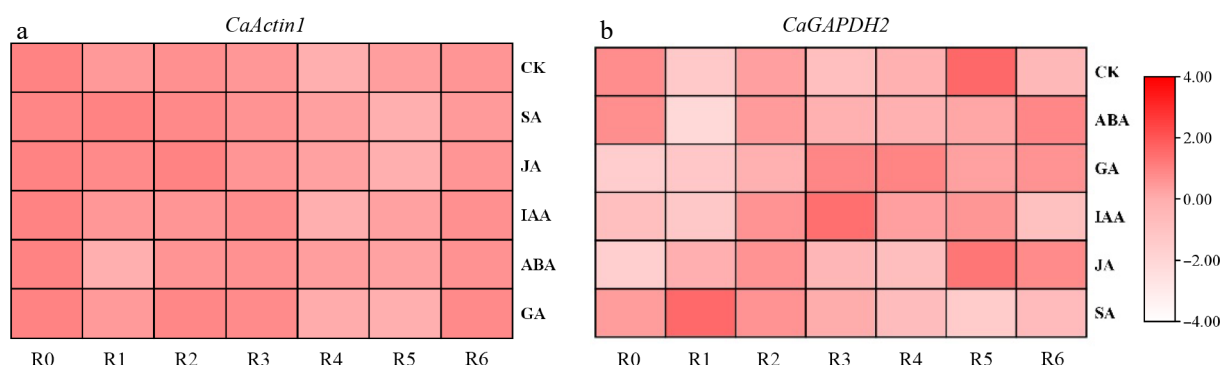 a
CaActin1
CK
SA
JA
IAA
ABA
GA
R0 R1 R2 R3 R4 R5 R6
b
CaGAPDH2
CK
ABA
GA
IAA
JA
SA
R0 R1 R2 R3 R4 R5 R6
4.00
2.00
0.00
−2.00
−4.00